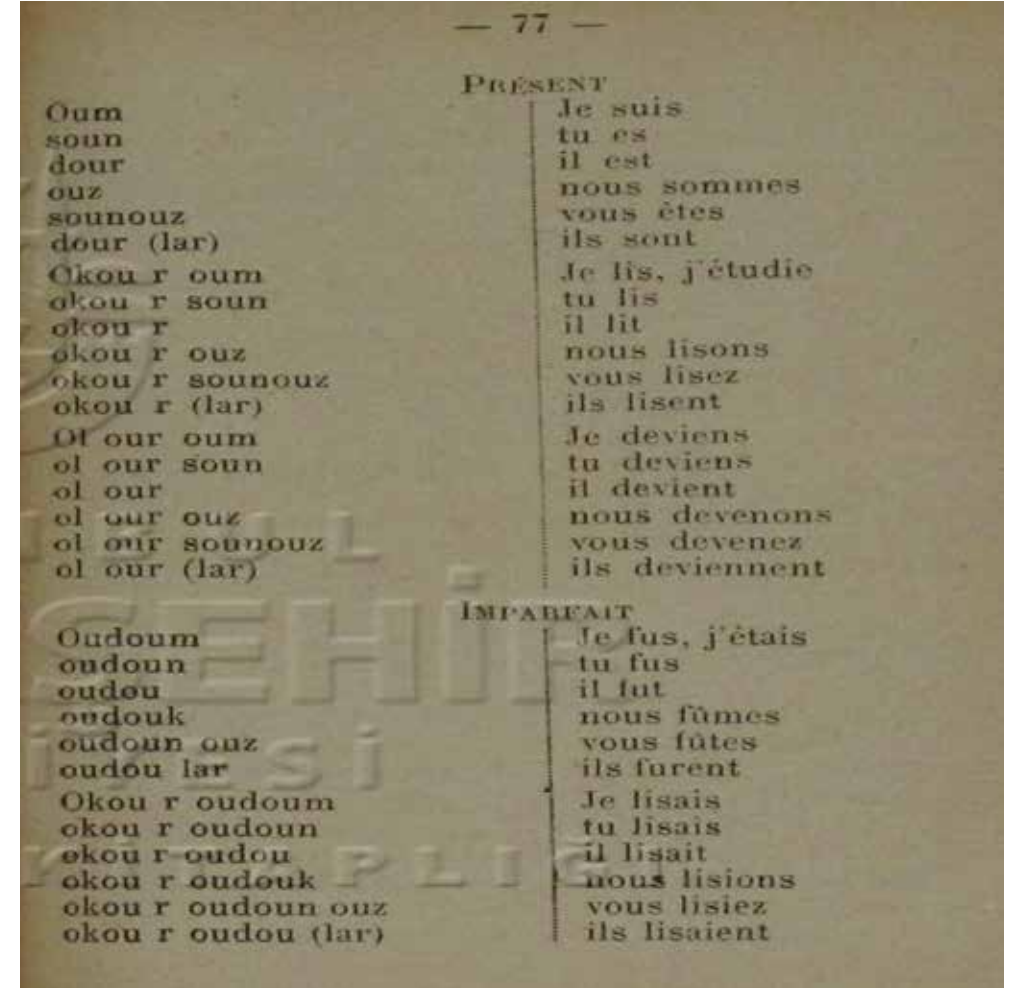 — 77 —
PRÉSENT
Oum Je suis
soun tu es
dour il est
ouz nous sommes
sounouz vous êtes
dour (lar) ils sont
Okou r oum Je lis, j'étudie
okou r soun tu lis
okou r il lit
okou r ouz nous lisons
okou r sounouz vous lisez
okou r (lar) ils lisent
Ol our oum Je deviens
ol our soun tu deviens
ol our il devient
ol our ouz nous devenons
ol our sounouz vous devenez
ol our (lar) ils deviennent
IMPARFAIT
Oudoum Je fus, j'étais
oudoun tu fus
oudou il fut
oudouk nous fûmes
oudoun ouz vous fûtes
oudou lar ils furent
Okou r oudoum Je lisais
okou r oudoun tu lisais
okou r oudou il lisait
okou r oudouk nous lisions
okou r oudoun ouz vous lisiez
okou r oudou (lar) ils lisaient